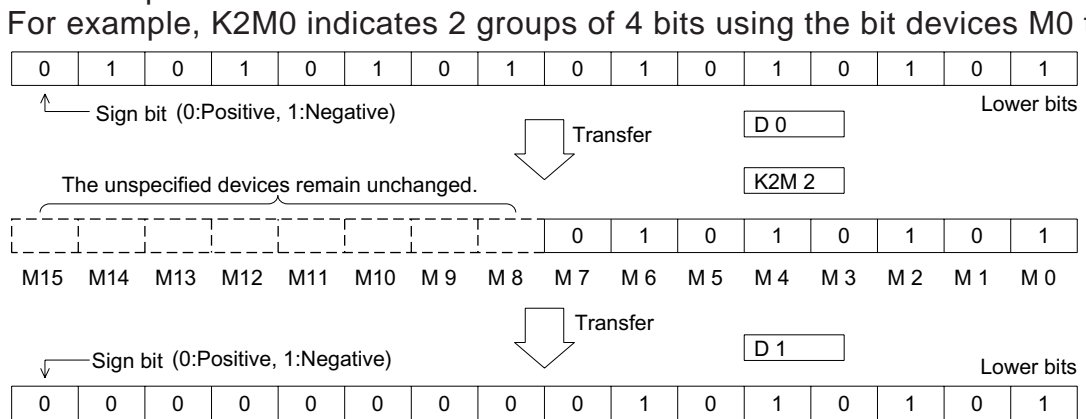 For example, K2M0 indicates 2 groups of 4 bits using the bit devices M0
0 1 0 1 0 1 0 1 0 1 0 1 0 1 0 1
Sign bit (0:Positive, 1:Negative) Lower bits
Transfer D 0
The unspecified devices remain unchanged. K2M 2
0 1 0 1 0 1 0 1
M15 M14 M13 M12 M11 M10 M 9 M 8 M 7 M 6 M 5 M 4 M 3 M 2 M 1 M 0
Transfer
Sign bit (0:Positive, 1:Negative) D 1 Lower bits
0 0 0 0 0 0 0 0 0 1 0 1 0 1 0 1